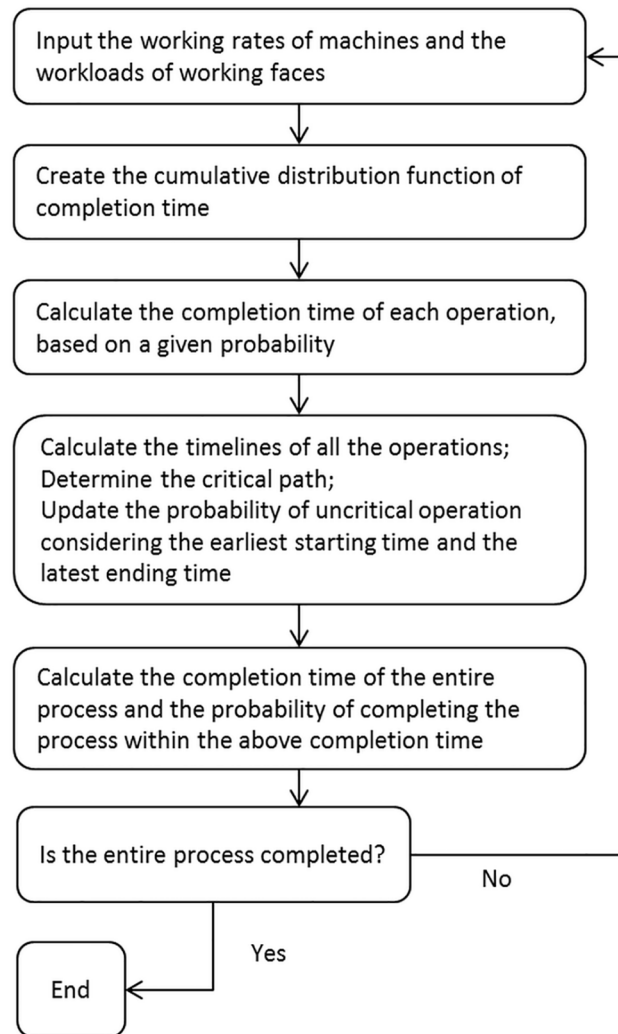 Input the working rates of machines and the
workloads of working faces
Create the cumulative distribution function of
completion time
Calculate the completion time of each operation,
based on a given probability
Calculate the timelines of all the operations;
Determine the critical path;
Update the probability of uncritical operation
considering the earliest starting time and the
latest ending time
Calculate the completion time of the entire
process and the probability of completing the
process within the above completion time
Is the entire process completed?
No
Yes
End